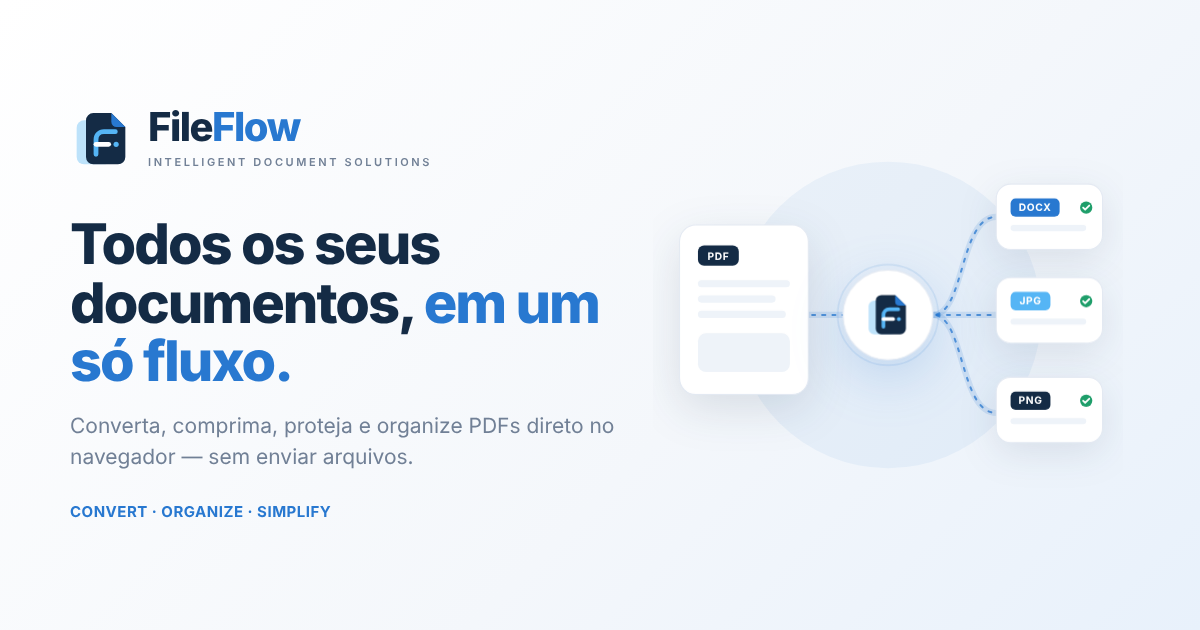 FileFlow
INTELLIGENT DOCUMENT SOLUTIONS
Todos os seus
documentos, em um
só fluxo.
Converta, comprima, proteja e organize PDFs direto no
navegador — sem enviar arquivos.
CONVERT · ORGANIZE · SIMPLIFY
PDF
DOCX
JPG
PNG